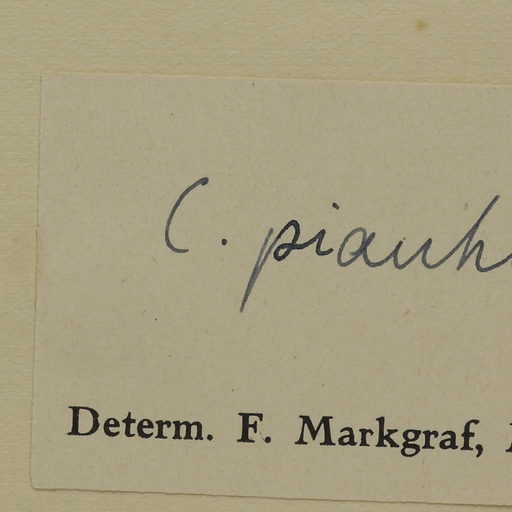 C. piauh
Determ. F. Markgraf,